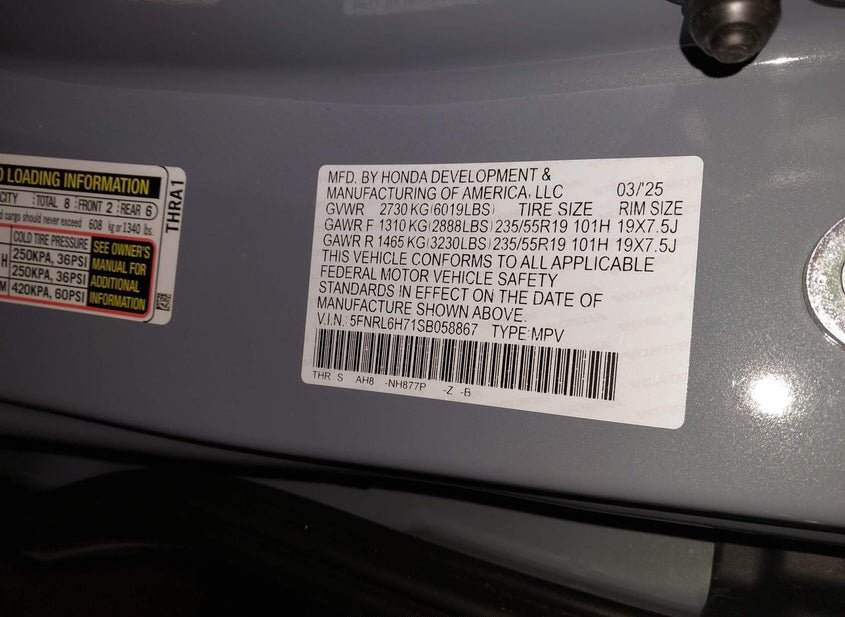 O LOADING INFORMATION
CITY TOTAL 8 FRONT 2 REAR 6
d cargo should never exceed 608 kg or 1340 lbs.
COLD TIRE PRESSURE
H 250KPA, 36PSI
250KPA, 36PSI
M 420KPA, 60PSI
SEE OWNER'S
MANUAL FOR
ADDITIONAL
INFORMATION
THRA1
MFD. BY HONDA DEVELOPMENT &
MANUFACTURING OF AMERICA, LLC 03/'25
GVWR 2730 KG(6019LBS) TIRE SIZE RIM SIZE
GAWR F 1310 KG(2888LBS) 235/55R19 101H 19X7.5J
GAWR R 1465 KG(3230LBS) 235/55R19 101H 19X7.5J
THIS VEHICLE CONFORMS TO ALL APPLICABLE
FEDERAL MOTOR VEHICLE SAFETY
STANDARDS IN EFFECT ON THE DATE OF
MANUFACTURE SHOWN ABOVE.
V.I.N.: 5FNRL6H71SB058867 TYPE:MPV
THR S AH8 -NH877P -Z -B